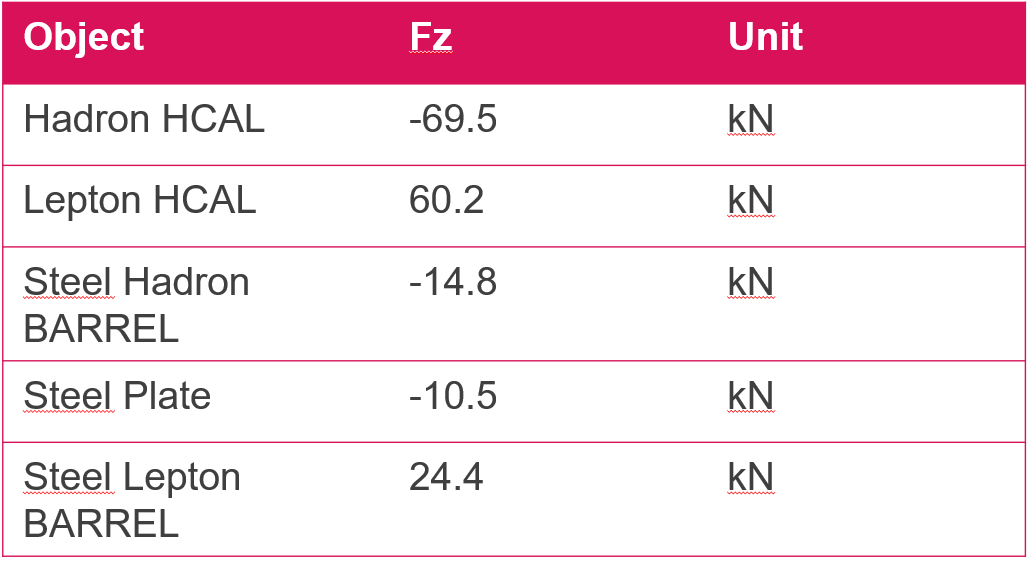 Object Fz Unit
Hadron HCAL -69.5 kN
Lepton HCAL 60.2 kN
Steel Hadron -14.8 kN
BARREL
Steel Plate -10.5 kN
Steel Lepton 24.4 kN
BARREL